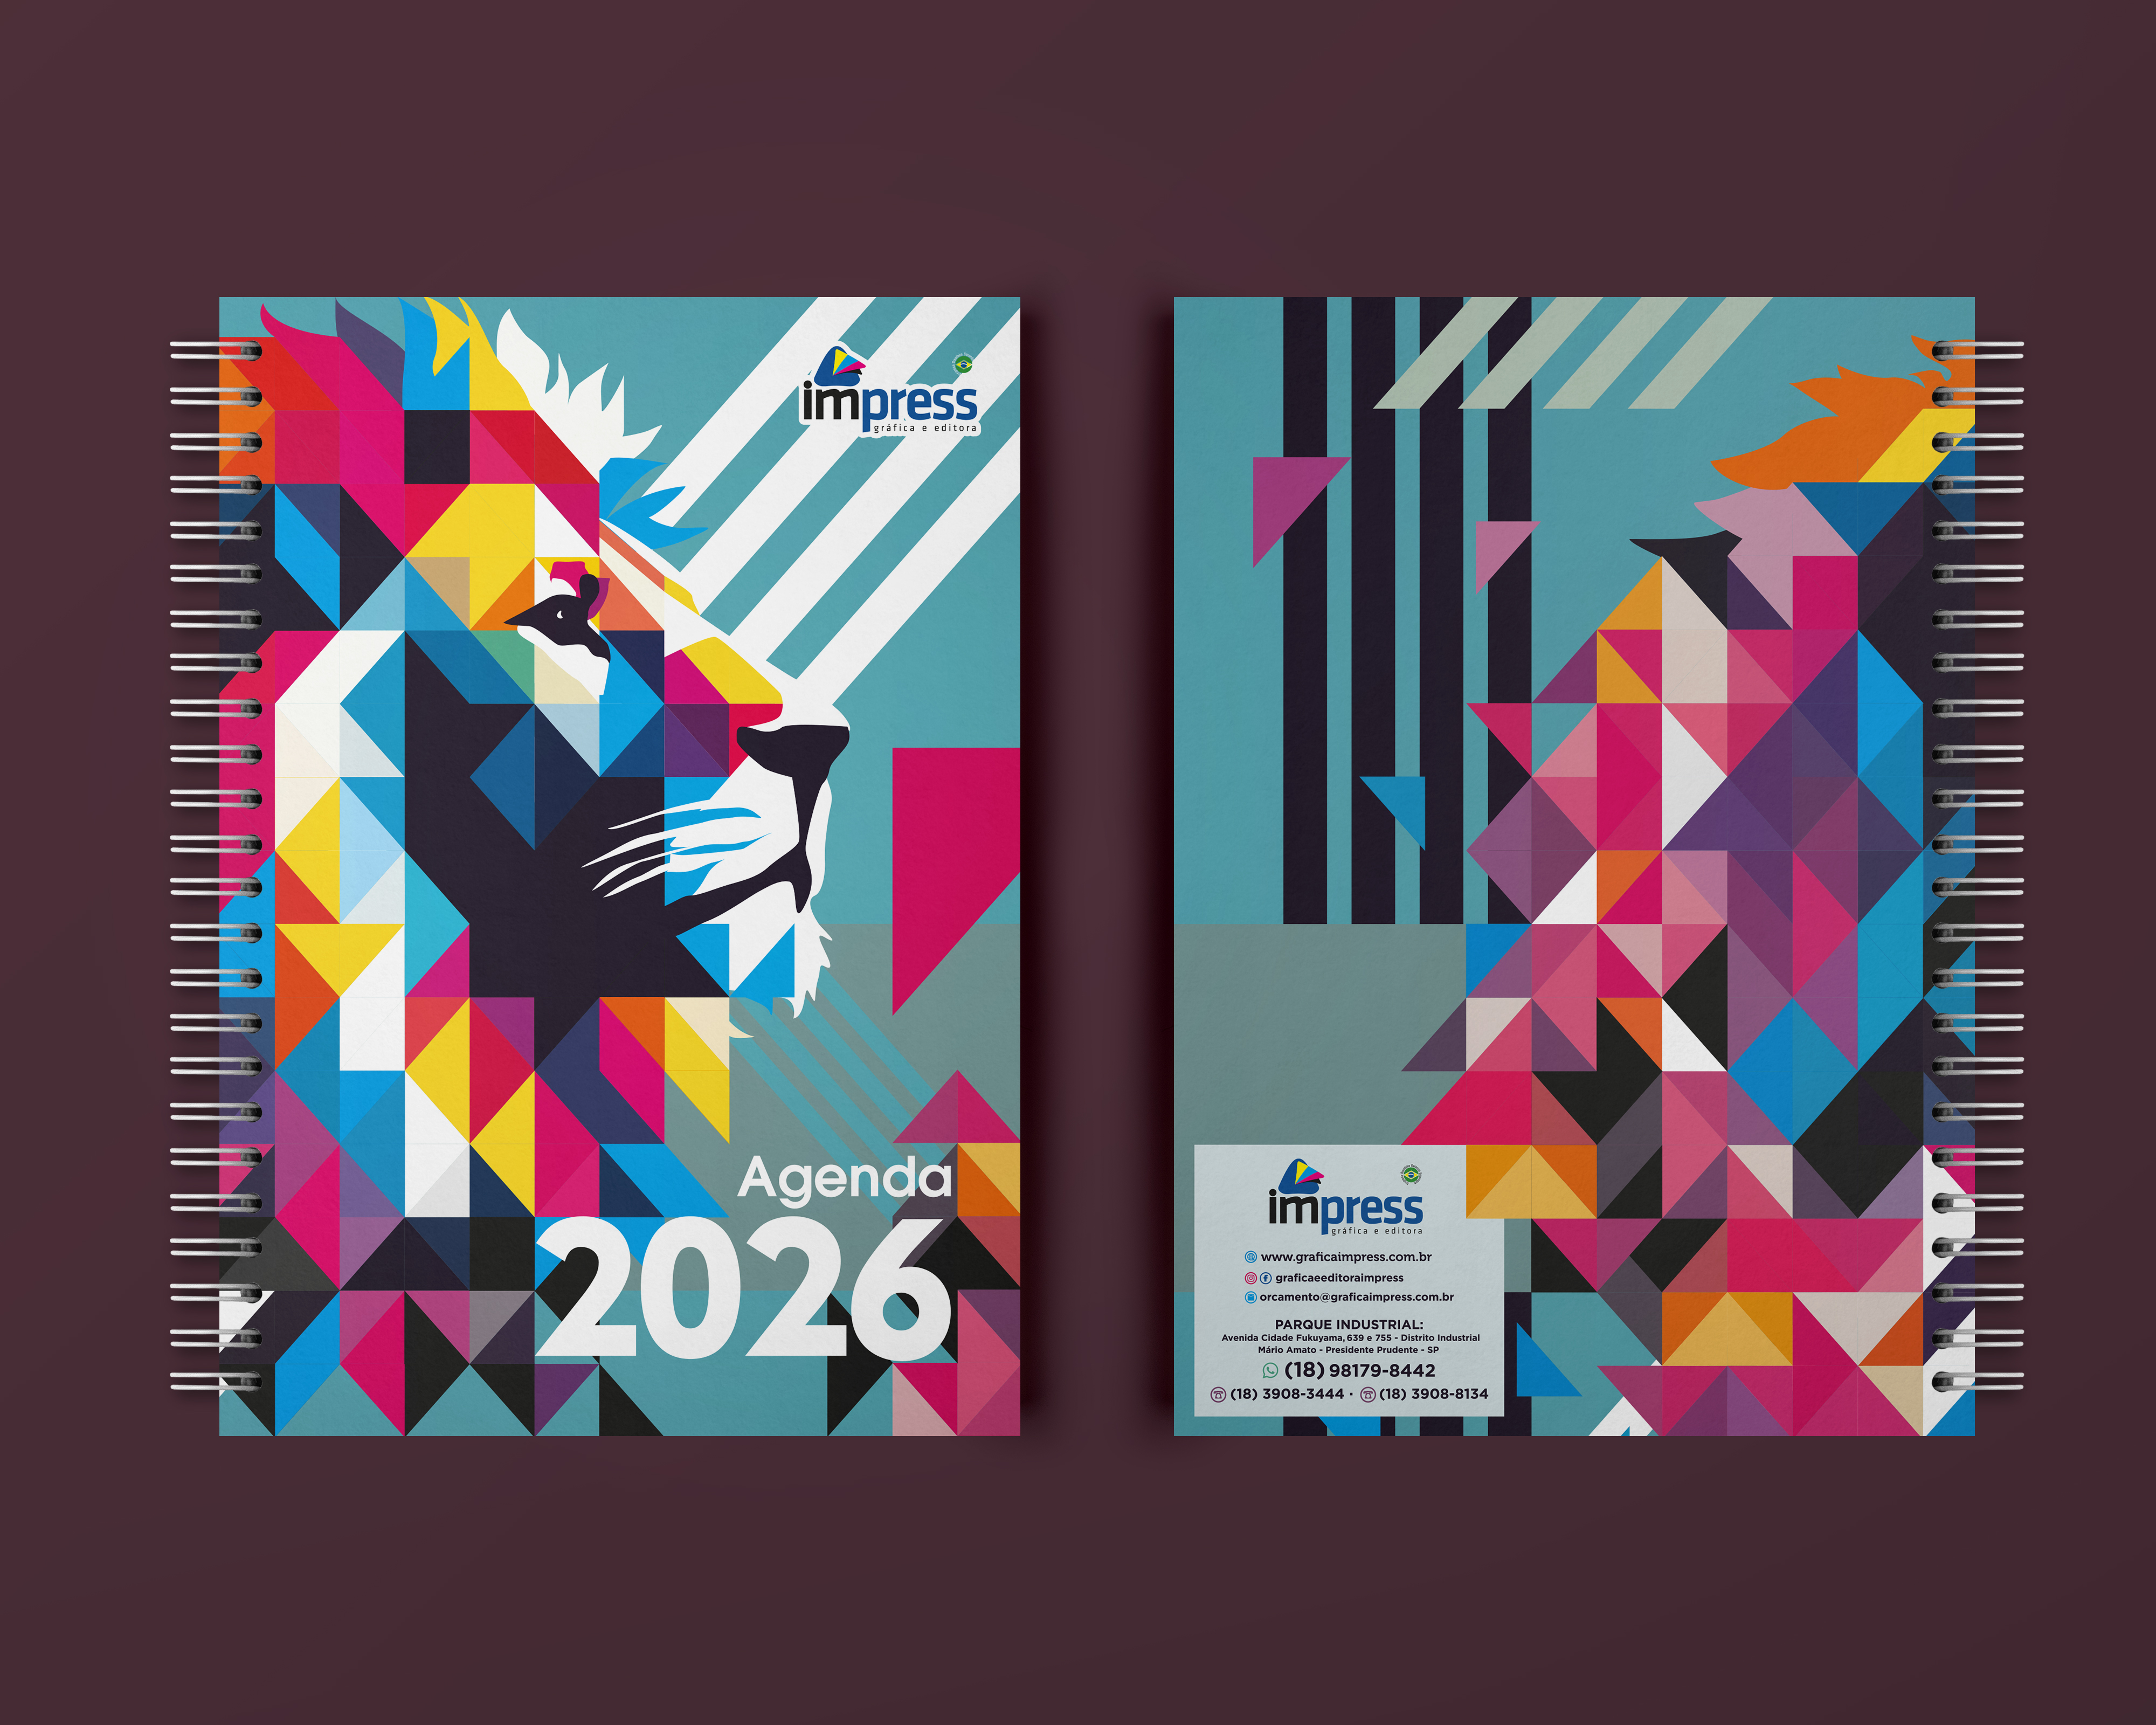 impress
gráfica e editora
Agenda
2026
impress
gráfica e editora
www.graficaimpress.com.br
graficaeeditoraimpress
orcamento@graficaimpress.com.br
PARQUE INDUSTRIAL:
Avenida Cidade Fukuyama, 639 e 755 - Distrito Industrial
Mário Amato - Presidente Prudente - SP
(18) 98179-8442
(18) 3908-3444 · (18) 3908-8134